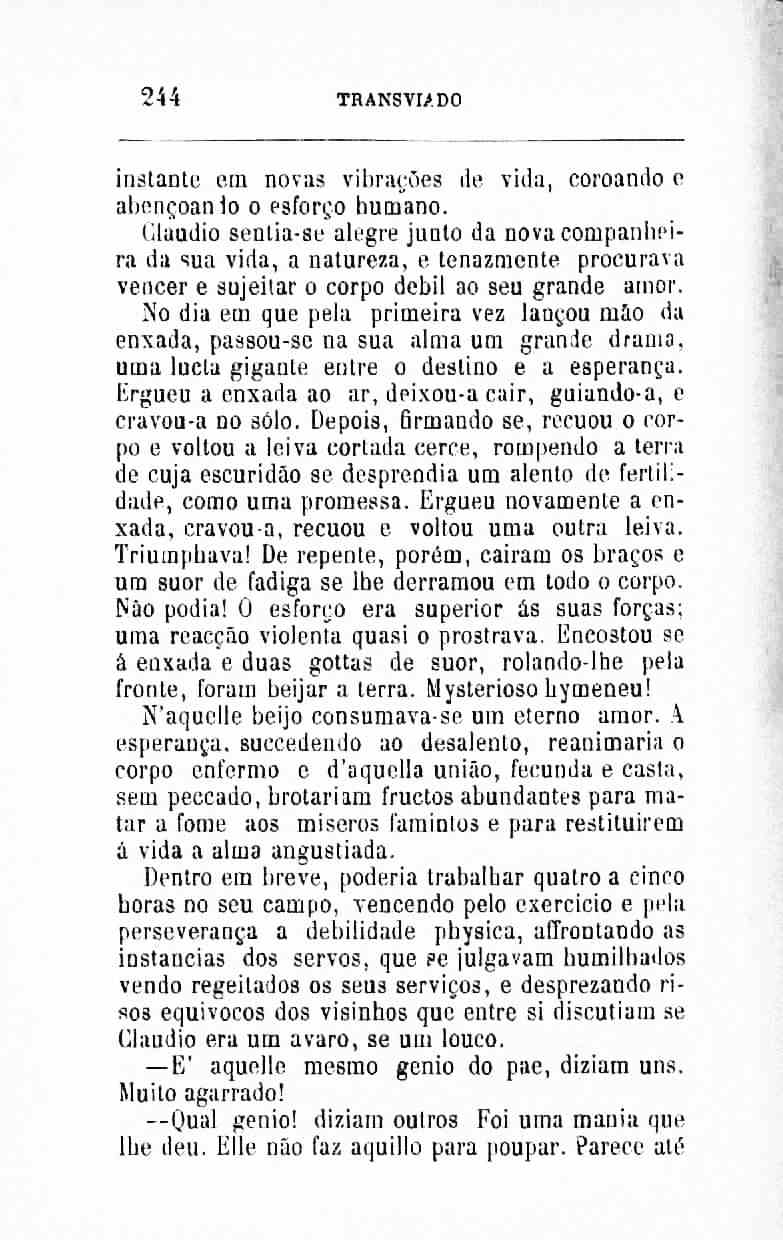 244 TRANSVIADO
instante em novas vibrações de vida, coroando e
abençoando o esforço humano.
Claudio sentia-se alegre junto da nova companhei-
ra da sua vida, a natureza, e tenazmente procurava
vencer e sujeitar o corpo debil ao seu grande amor.
No dia em que pela primeira vez lançou mão da
enxada, passou-se na sua alma um grande drama,
uma lucta gigante entre o destino e a esperança.
Ergueu a enxada ao ar, deixou-a cair, guiando-a, e
cravou-a no sólo. Depois, firmando se, recuou o cor-
po e voltou a leiva cortada cerce, rompendo a terra
de cuja escuridão se desprendia um alento de fertili-
dade, como uma promessa. Ergueu novamente a en-
xada, cravou-a, recuou e voltou uma outra leiva.
Triumphava! De repente, porém, cairam os braços e
um suor de fadiga se lhe derramou em todo o corpo.
Não podia! O esforço era superior ás suas forças;
uma reacção violenta quasi o prostrava. Encostou se
á enxada e duas gottas de suor, rolando-lhe pela
fronte, foram beijar a terra. Mysterioso hymeneu!
N'aquelle beijo consumava-se um eterno amor. A
esperança, succedendo ao desalento, reanimaria o
corpo enfermo e d'aquella união, fecunda e casta,
sem peccado, brotariam fructos abundantes para ma-
tar a fome aos miseros famintos e para restituirem
á vida a alma angustiada.
Dentro em breve, poderia trabalhar quatro a cinco
horas no seu campo, vencendo pelo exercicio e pela
perseverança a debilidade physica, affrontando as
instancias dos servos, que se julgavam humilhados
vendo regeitados os seus serviços, e desprezando ri-
sos equivocos dos visinhos que entre si discutiam se
Claudio era um avaro, se um louco.
—E' aquelle mesmo genio do pae, diziam uns.
Muito agarrado!
--Qual genio! diziam outros Foi uma mania que
lhe deu. Elle não faz aquillo para poupar. Parece até